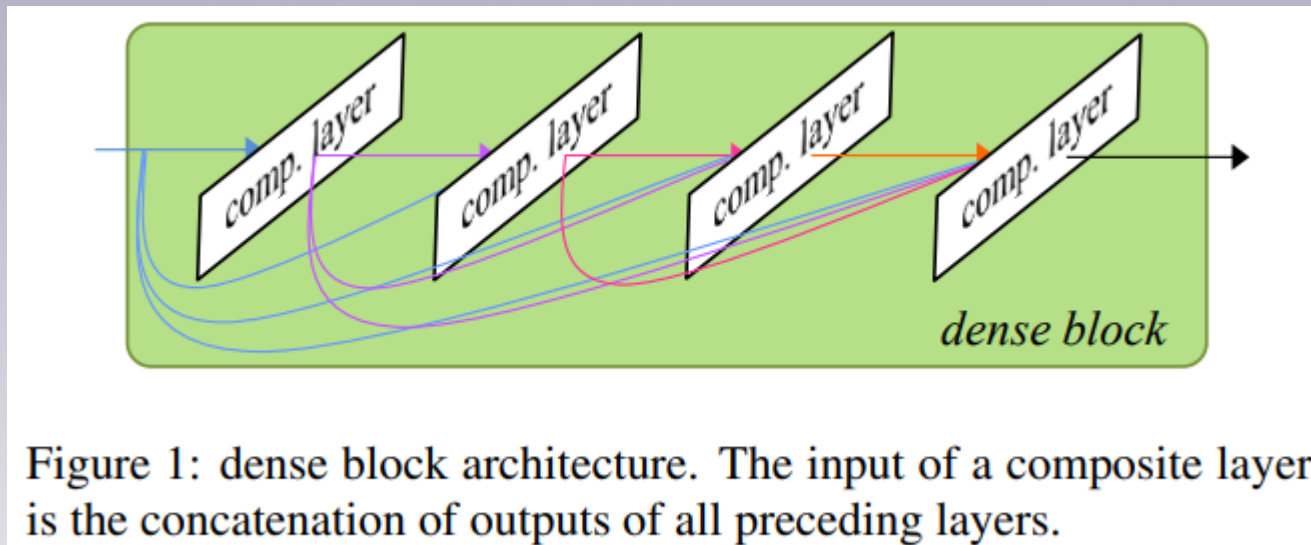 comp. layer
comp. layer
comp. layer
comp. layer
dense block
Figure 1: dense block architecture. The input of a composite layer
is the concatenation of outputs of all preceding layers.